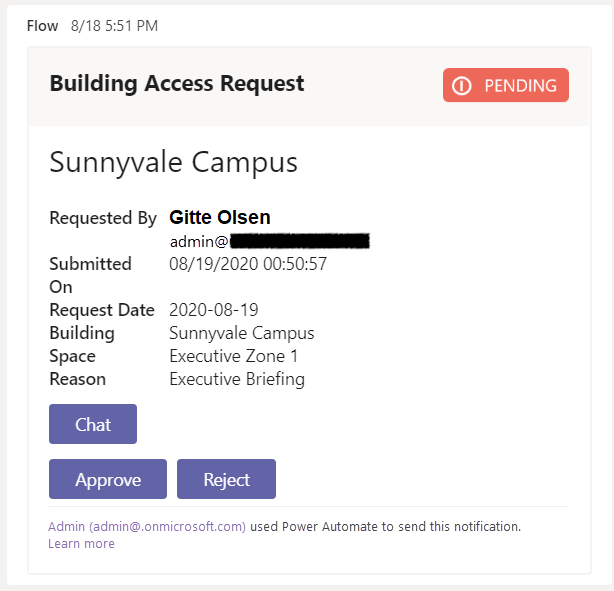 Flow 8/18 5:51 PM
Building Access Request
PENDING
Sunnyvale Campus
Requested By Gitte Olsen
admin@
Submitted On 08/19/2020 00:50:57
Request Date 2020-08-19
Building Sunnyvale Campus
Space Executive Zone 1
Reason Executive Briefing
Chat
Approve Reject
Admin (admin@.onmicrosoft.com) used Power Automate to send this notification.
Learn more